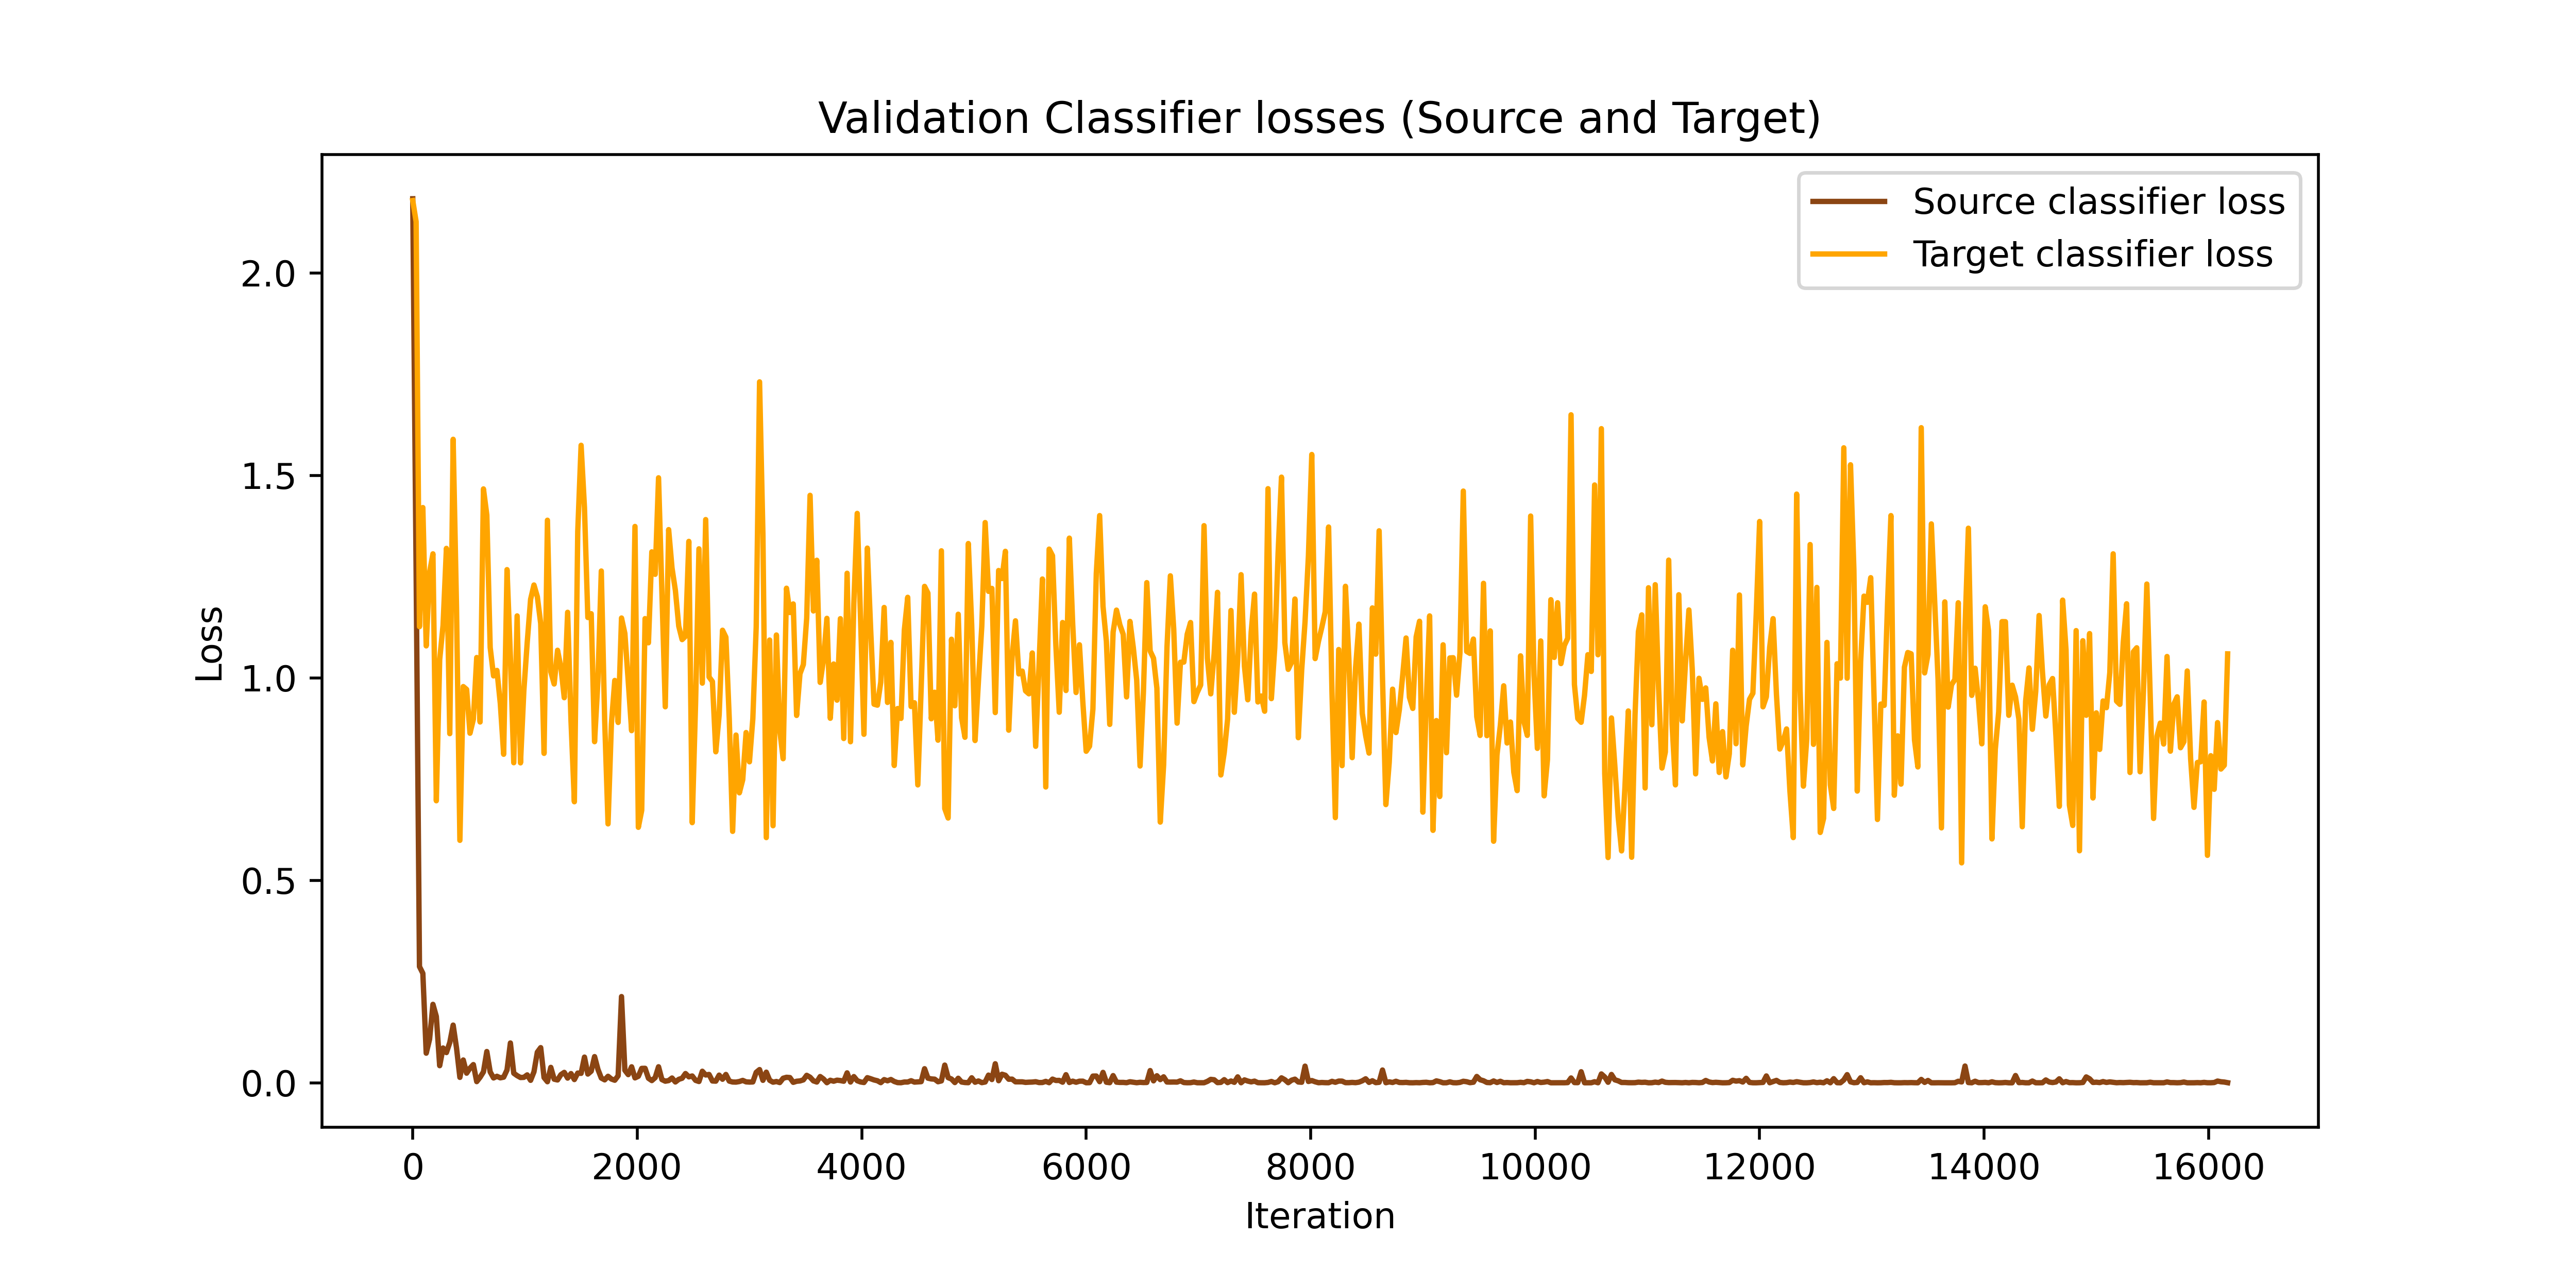 Validation Classifier losses (Source and Target)
Source classifier loss
Target classifier loss
2.0
1.5
1.0
0.5
0.0
Loss
0 2000 4000 6000 8000 10000 12000 14000 16000
Iteration